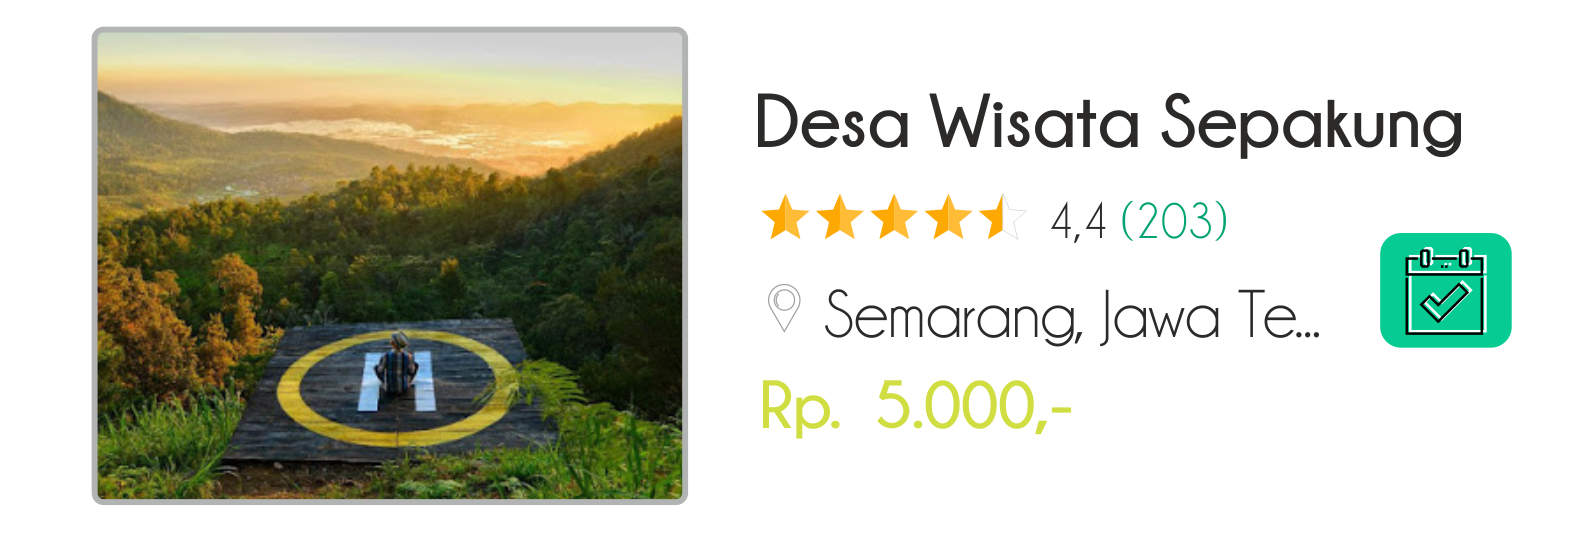 Desa Wisata Sepakung
4,4 (203)
Semarang, Jawa Te...
Rp. 5.000,-